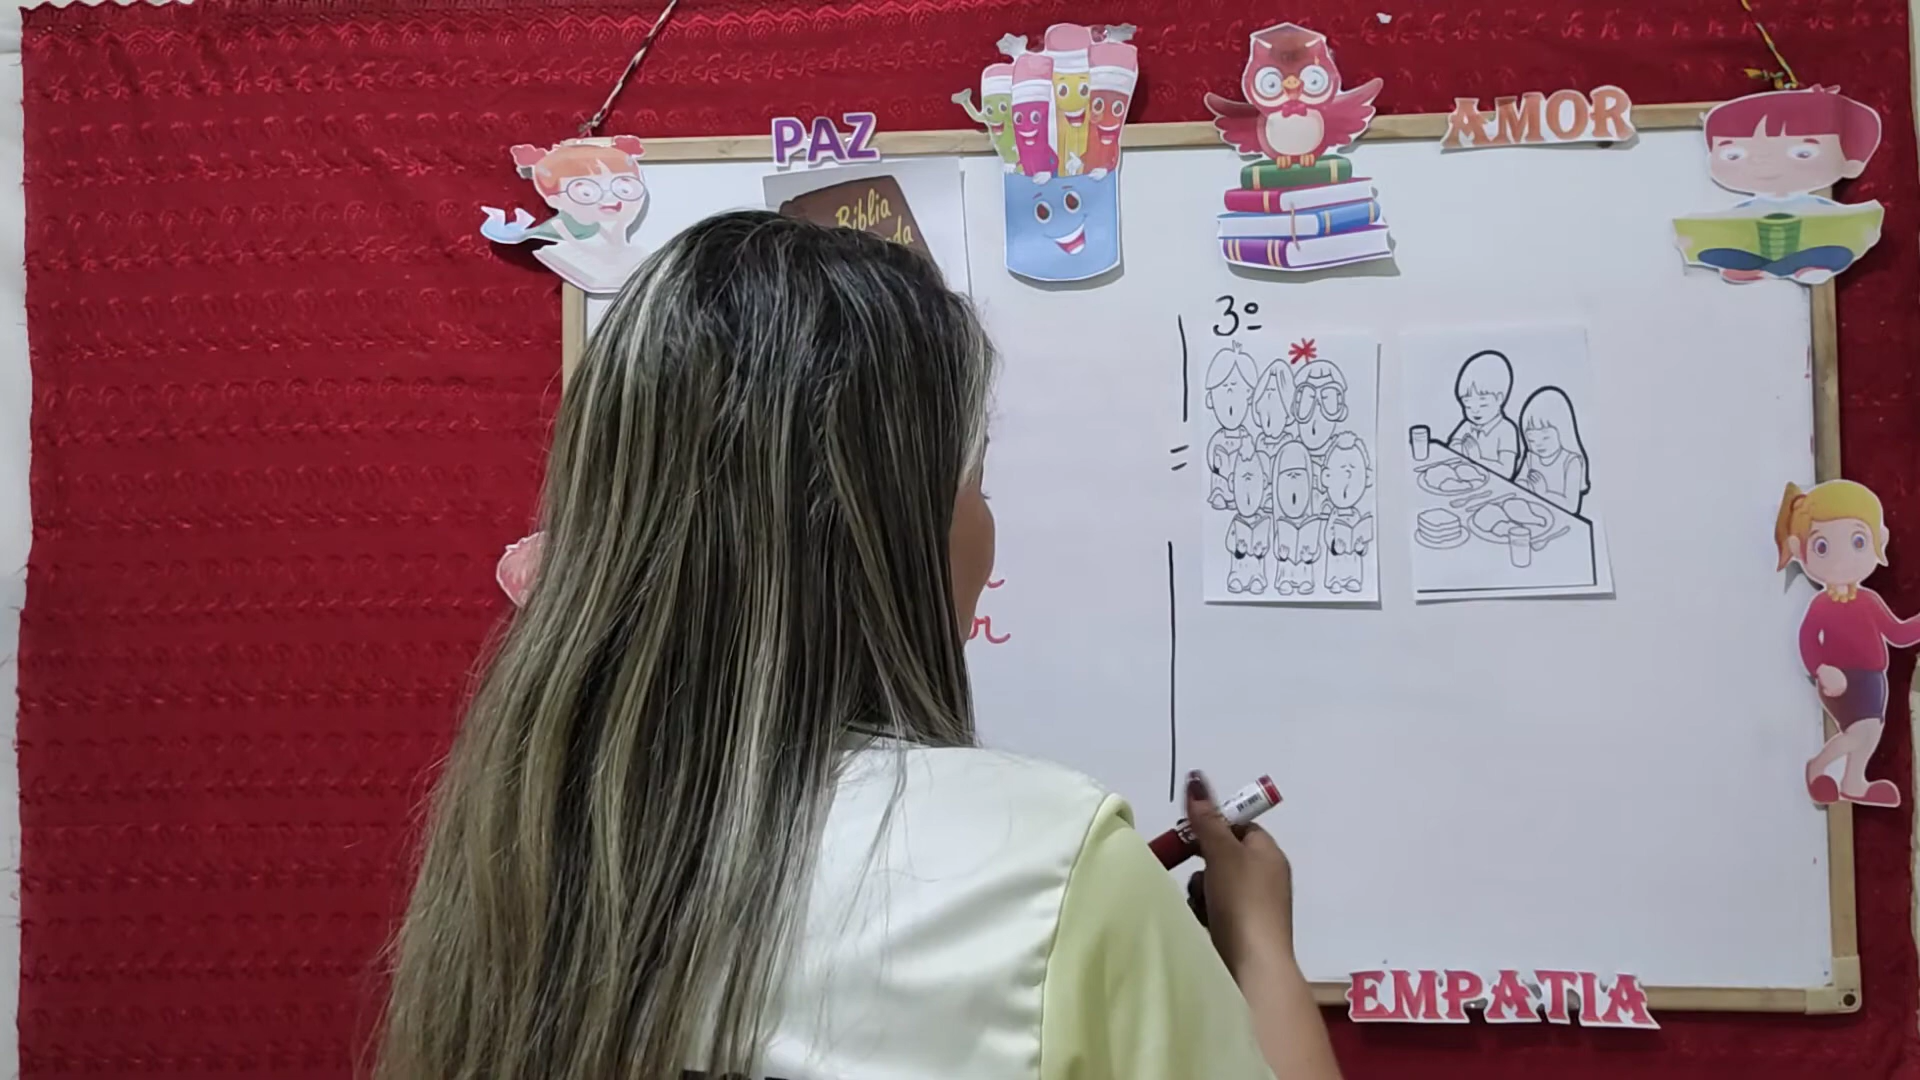 PAZ
AMOR
Bíblia
3º
=
EMPATIA